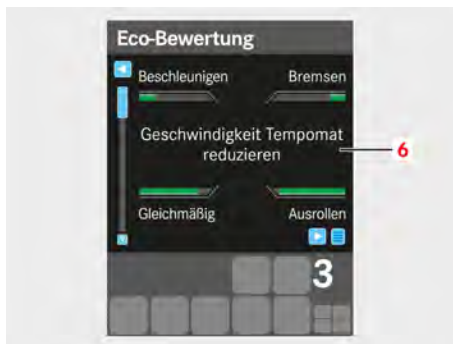 Eco-Bewertung
Beschleunigen Bremsen
Geschwindigkeit Tempomat
reduzieren
6
Gleichmäßig Ausrollen
3